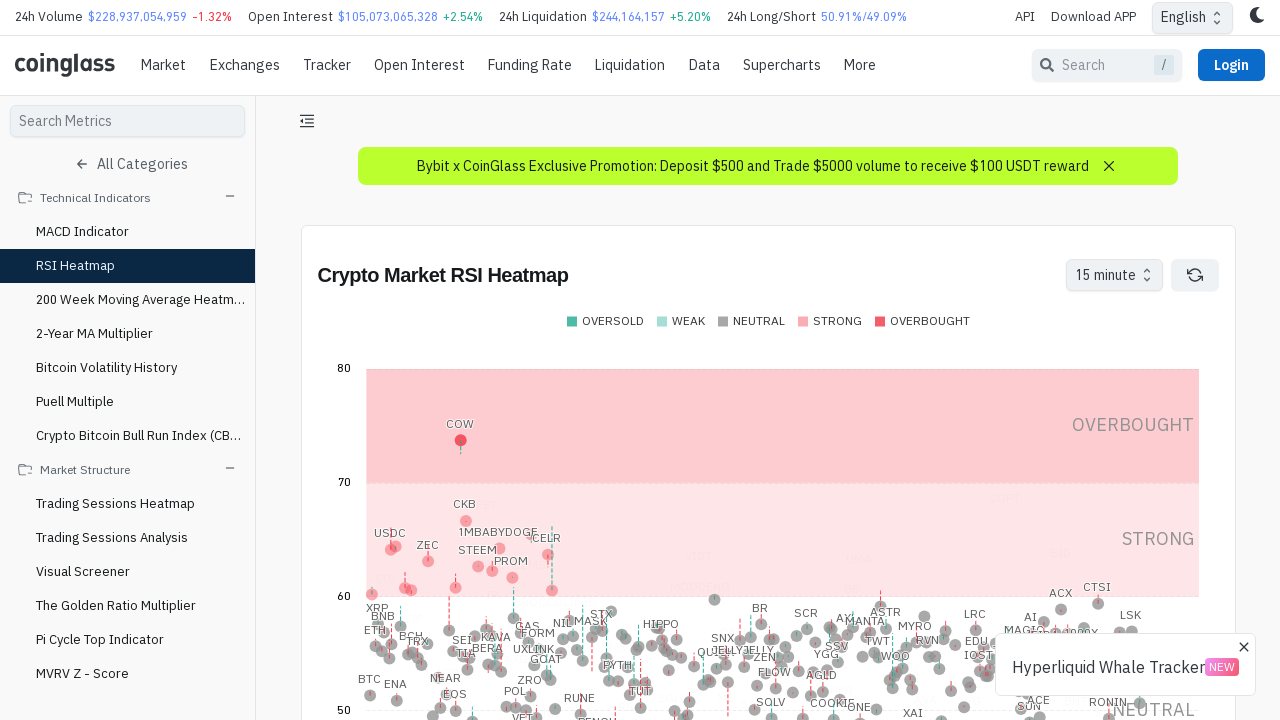 24h Volume $228,937,054,959 -1.32% Open Interest $105,073,065,328 +2.54% 24h Liquidation $244,164,157 +5.20% 24h Long/Short 50.91%/49.09% API Download APP English
coinglass Market Exchanges Tracker Open Interest Funding Rate Liquidation Data Supercharts More Search / Login
Search Metrics
All Categories
Technical Indicators
MACD Indicator
RSI Heatmap
200 Week Moving Average Heatm...
2-Year MA Multiplier
Bitcoin Volatility History
Puell Multiple
Crypto Bitcoin Bull Run Index (CB...
Market Structure
Trading Sessions Heatmap
Trading Sessions Analysis
Visual Screener
The Golden Ratio Multiplier
Pi Cycle Top Indicator
MVRV Z - Score
Bybit x CoinGlass Exclusive Promotion: Deposit $500 and Trade $5000 volume to receive $100 USDT reward
Crypto Market RSI Heatmap
15 minute
OVERSOLD WEAK NEUTRAL STRONG OVERBOUGHT
80
COW
OVERBOUGHT
70
CKB
USDC 1MBABYDOGE CELR
ZEC STEEM PROM
STRONG
60
ACX CTSI
XRP BNB STX BR SCR ASTR LRC AI LSK
ETH BCH TRX SEI KAVA GAS FORM NIL MASK HIPPO SNX MANTA MYRO RVN EDU
TIA BERA UXLINK GOAT PYTH JELLYJELLY ZEN SSV YGG TWT WOO IOST
BTC ENA NEAR ZRO FLOW AGLD
EOS POL RUNE TUT SOLV COOKIE ONE ACE SUN RONIN
50
XAI
NEUTRAL
Hyperliquid Whale Tracker NEW